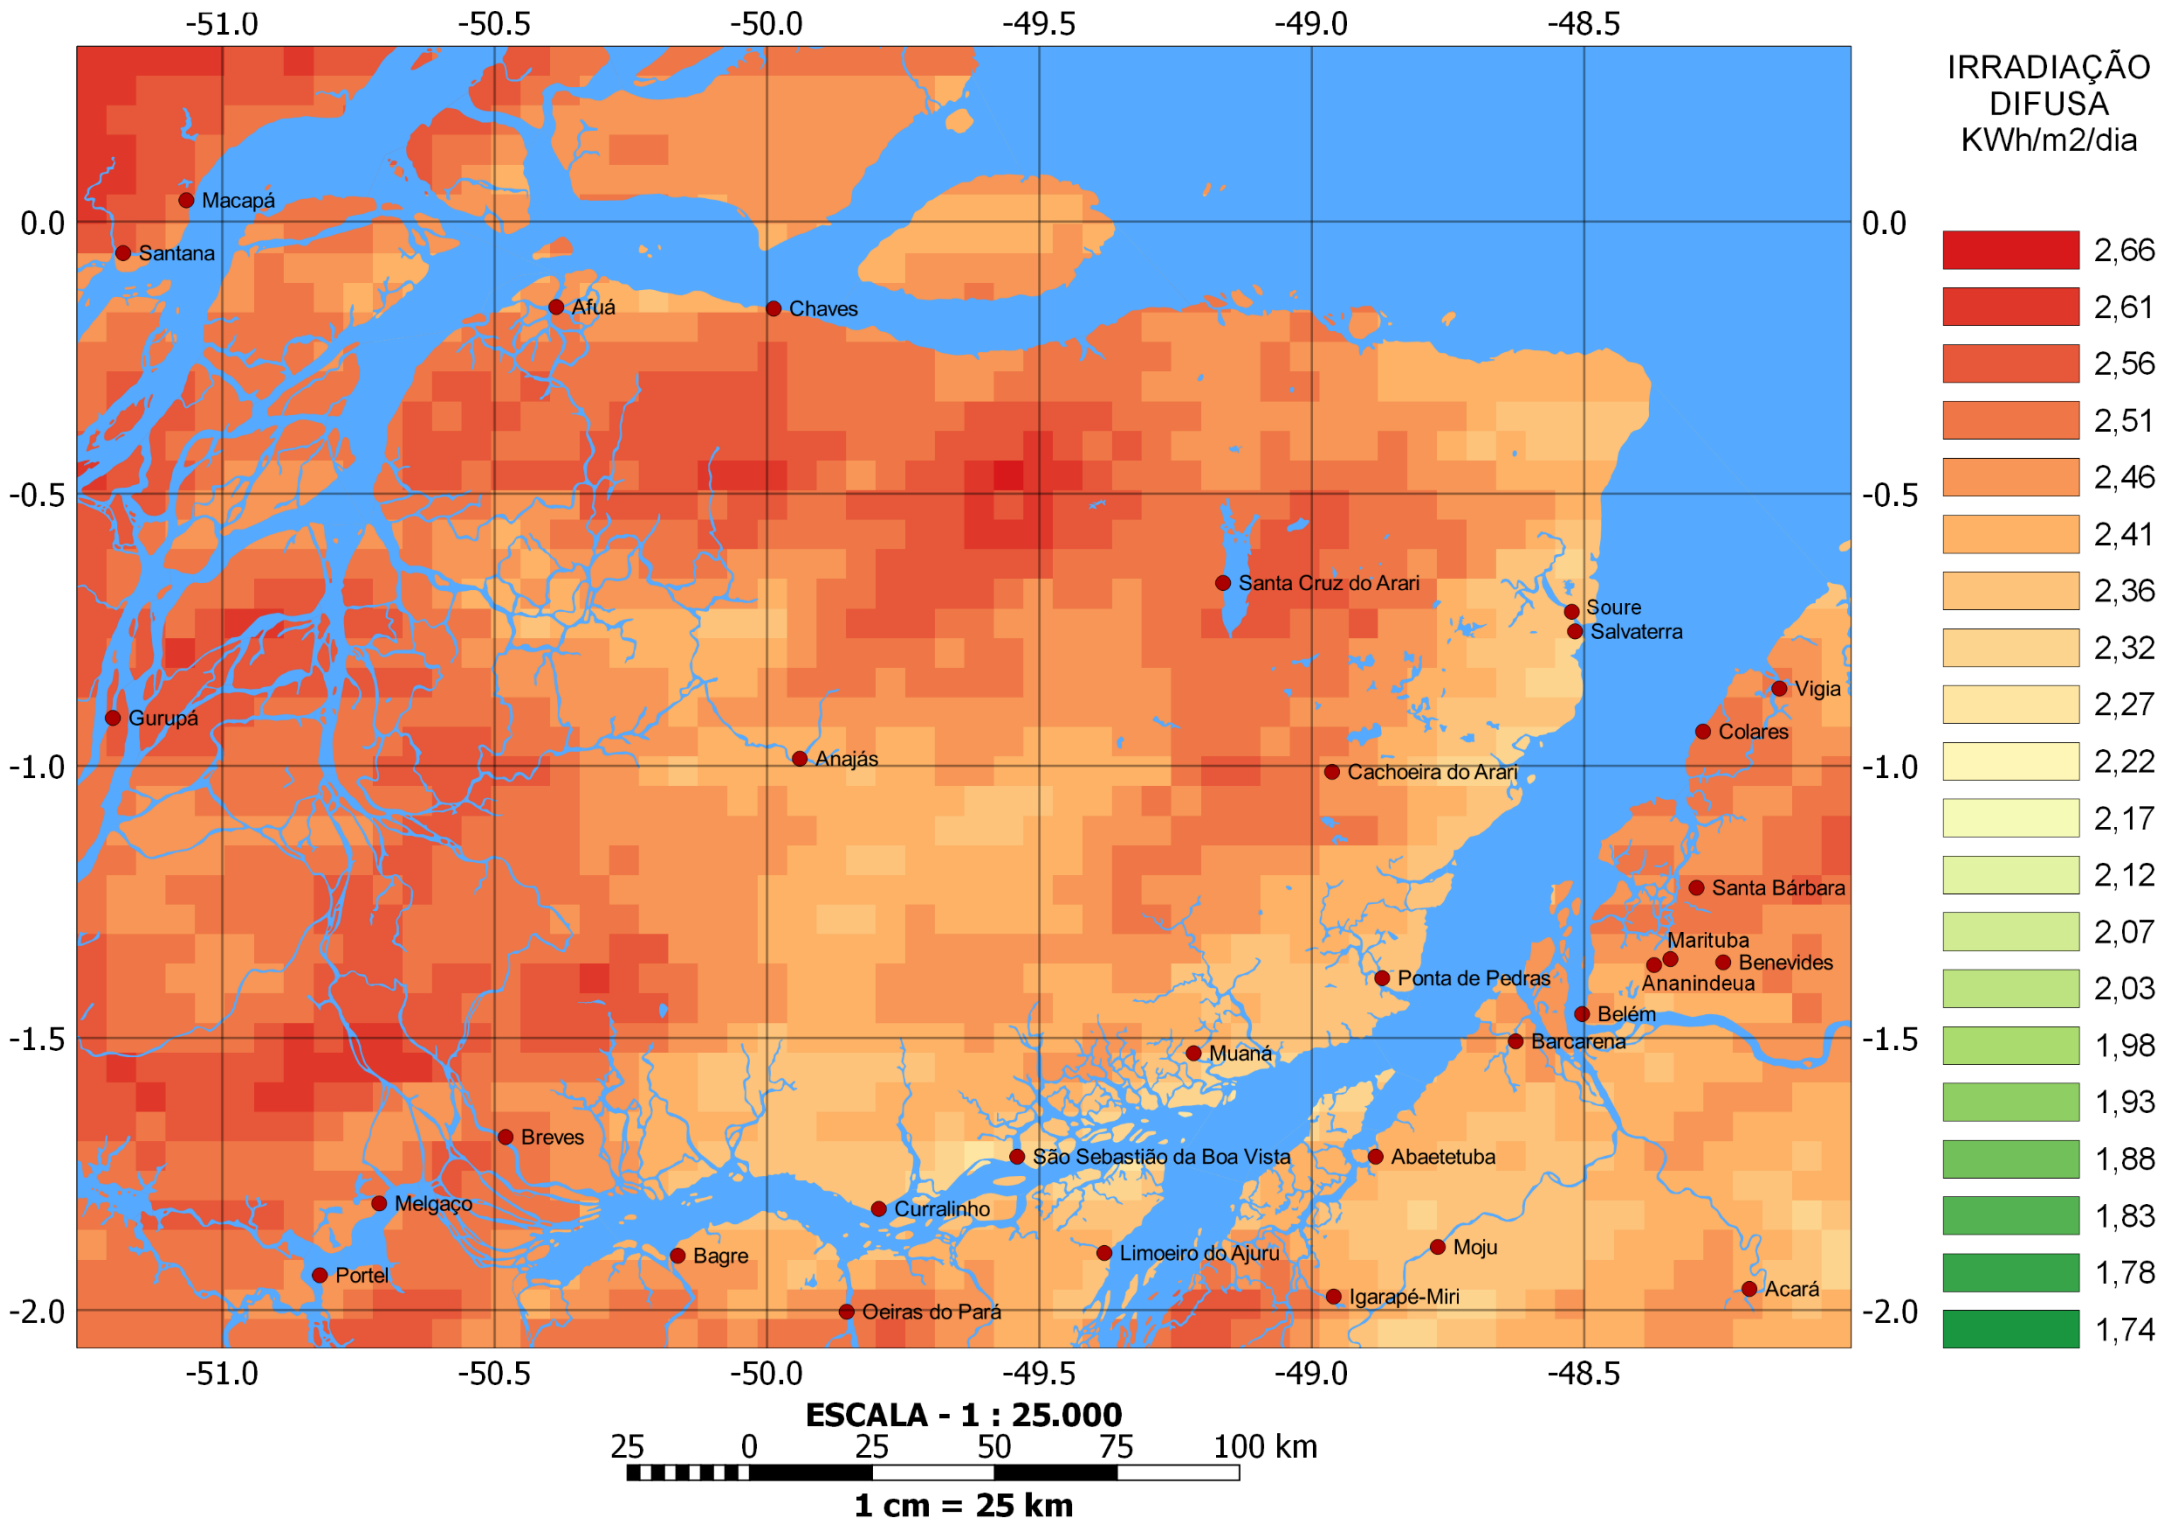 -51.0 -50.5 -50.0 -49.5 -49.0 -48.5
IRRADIAÇÃO
DIFUSA
KWh/m2/dia
Macapá
0.0 0.0
Santana
2,66
Afuá
Chaves
2,61
2,56
2,51
2,46
-0.5 -0.5
2,41
Santa Cruz do Arari
2,36
Soure
Salvaterra
2,32
Vigia
2,27
Gurupá
Colares
Anajás
-1.0 -1.0
2,22
Cachoeira do Arari
2,17
2,12
Santa Bárbara
2,07
Marituba
Benevides
Ponta de Pedras
Ananindeua
2,03
Belém
-1.5 -1.5
Barcarena
1,98
Muaná
1,93
Breves
São Sebastião da Boa Vista
Abaetetuba
1,88
Melgaço
Curralinho
1,83
Moju
Limoeiro do Ajuru
Bagre
Portel
1,78
Acará
Igarapé-Miri
Oeiras do Pará
-2.0 -2.0
1,74
-51.0 -50.5 -50.0 -49.5 -49.0 -48.5
ESCALA - 1 : 25.000
25 0 25 50 75 100 km
1 cm = 25 km